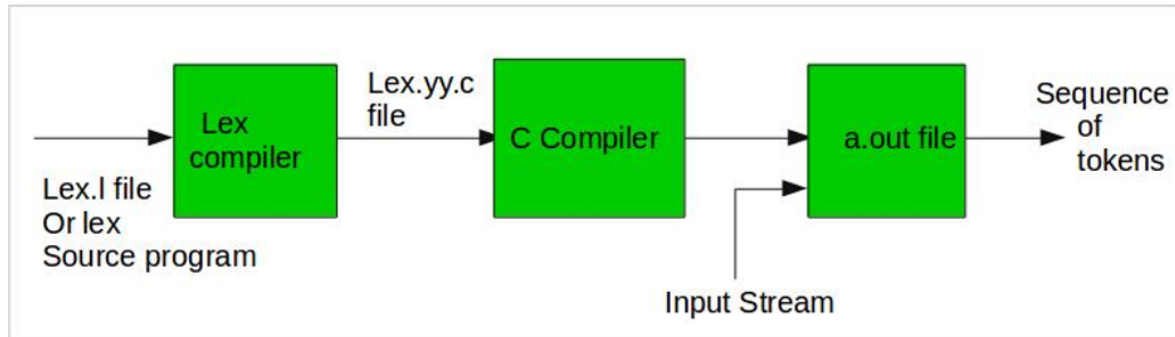 Lex.l file
Or lex
Source program
Lex
compiler
Lex.yy.c
file
C Compiler
a.out file
Input Stream
Sequence
of
tokens